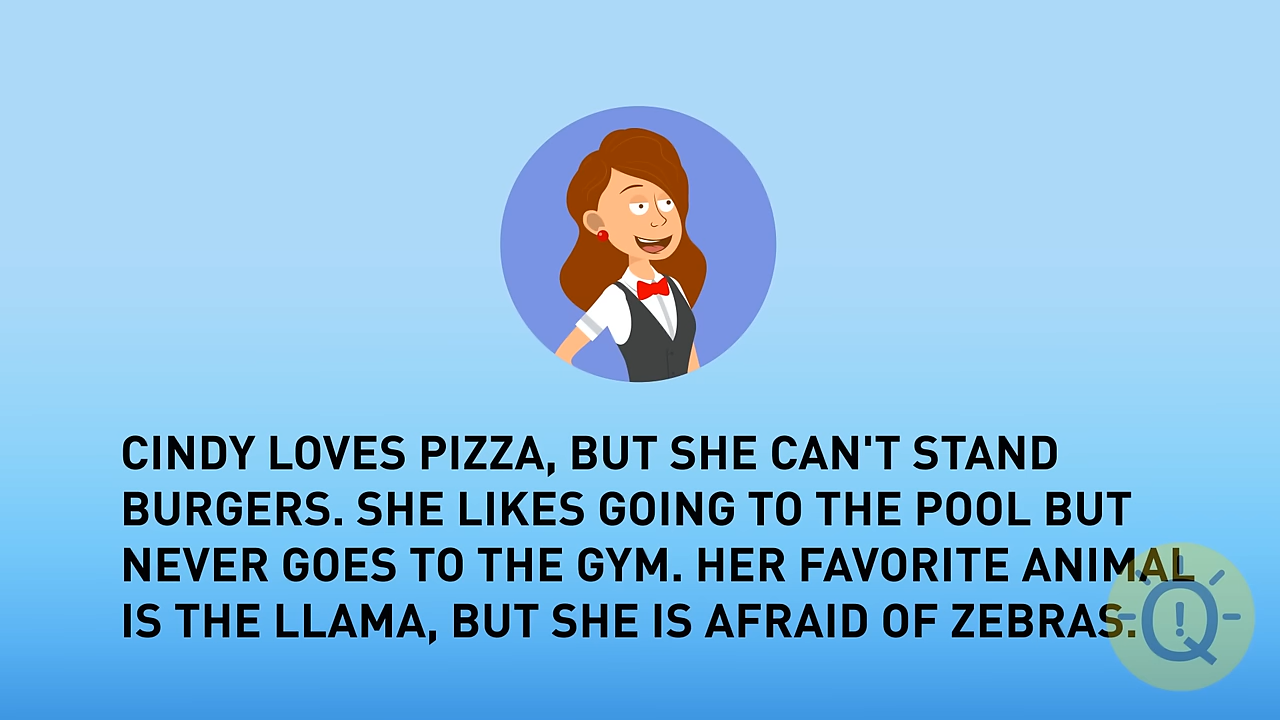 CINDY LOVES PIZZA, BUT SHE CAN'T STAND
BURGERS. SHE LIKES GOING TO THE POOL BUT
NEVER GOES TO THE GYM. HER FAVORITE ANIMAL
IS THE LLAMA, BUT SHE IS AFRAID OF ZEBRAS.
Q!